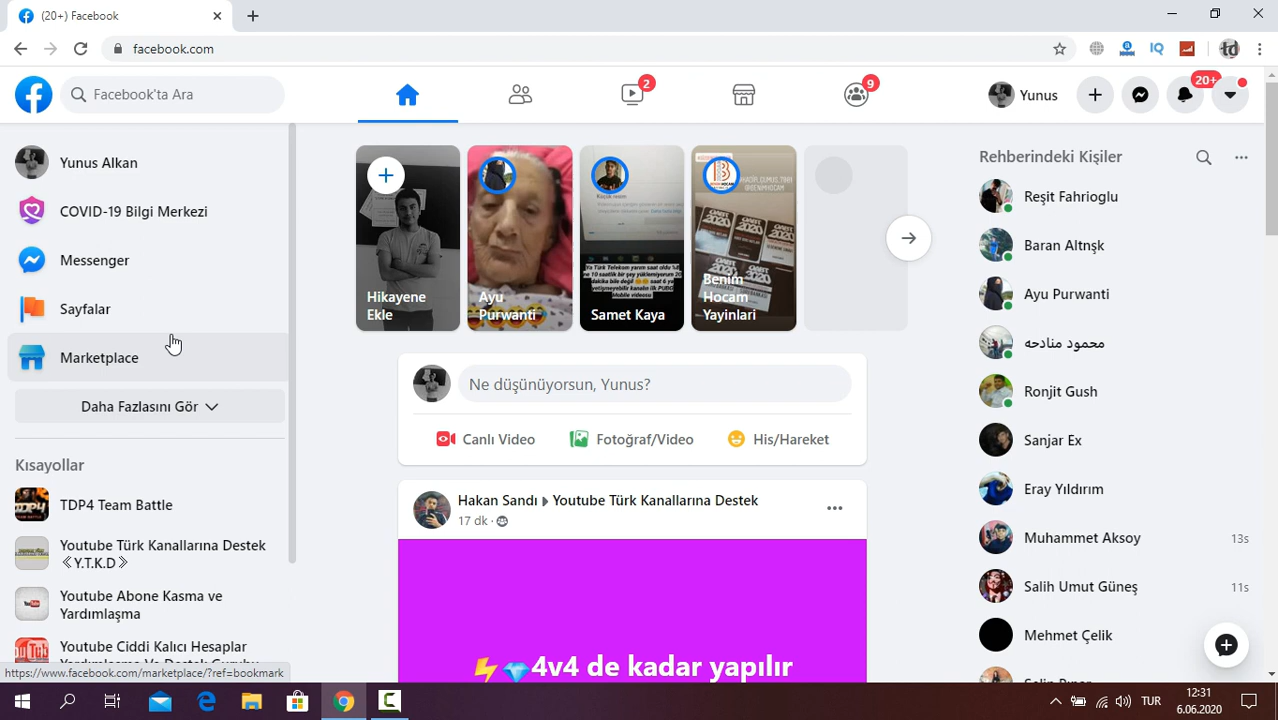 (20+) Facebook
facebook.com
Facebook'ta Ara
2
9
Yunus
20+
Yunus Alkan
COVID-19 Bilgi Merkezi
Messenger
Sayfalar
Marketplace
Daha Fazlasını Gör
Kısayollar
TDP4 Team Battle
Youtube Türk Kanallarına Destek
《Y.T.K.D》
Youtube Abone Kasma ve
Yardımlaşma
Youtube Ciddi Kalıcı Hesaplar
https://www.facebook.com/marketplace/?ref=bookmark
Hikayene
Ekle
Ayu
Purwanti
Samet Kaya
Benim
Hocam
Yayinlari
Ne düşünüyorsun, Yunus?
Canlı Video
Fotoğraf/Video
His/Hareket
Hakan Sandı
Youtube Türk Kanallarına Destek
17 dk ·
⚡💎4v4 de kadar yapılır
Rehberindeki Kişiler
Reşit Fahrioglu
Baran Altnşk
Ayu Purwanti
محمود منادحه
Ronjit Gush
Sanjar Ex
Eray Yıldırım
Muhammet Aksoy
13s
Salih Umut Güneş
11s
Mehmet Çelik
TUR
12:31
6.06.2020